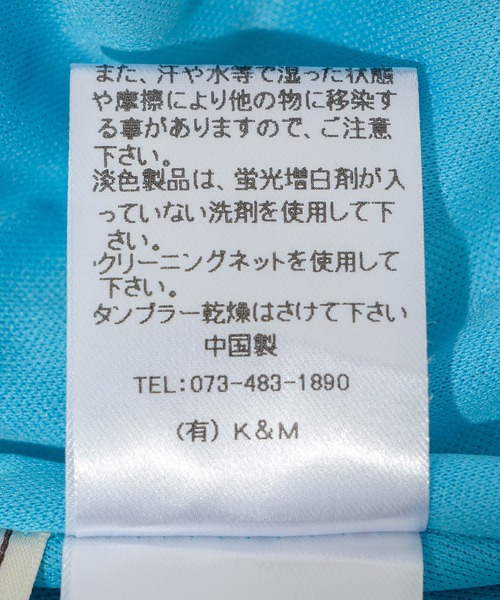 また、汗や水等で湿った状態
や摩擦により他の物に移染す
る事がありますので、ご注意
下さい。
淡色製品は、蛍光増白剤が入
っていない洗剤を使用して下
さい。
クリーニングネットを使用して
下さい。
タンブラー乾燥はさけて下さい
中国製
TEL:073-483-1890
(有) K&M